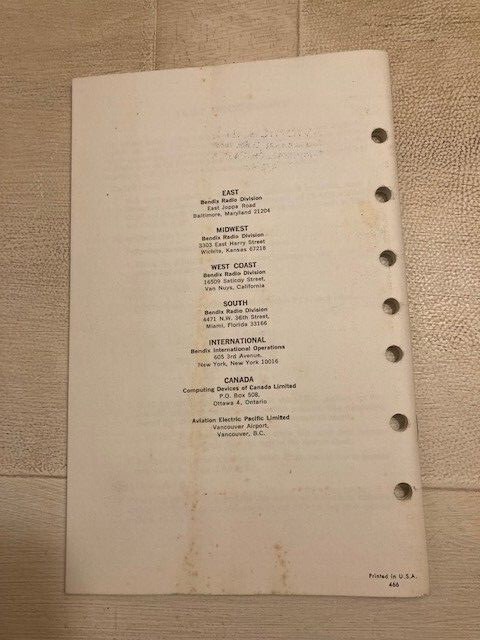 EAST
Bendix Radio Division
East Joppa Road
Baltimore, Maryland 21204
MIDWEST
Bendix Radio Division
3303 East Harry Street
Wichita, Kansas 67218
WEST COAST
Bendix Radio Division
16509 Saticoy Street,
Van Nuys, California
SOUTH
Bendix Radio Division
4471 N.W. 36th Street,
Miami, Florida 33166
INTERNATIONAL
Bendix International Operations
605 3rd Avenue,
New York, New York 10016
CANADA
Computing Devices of Canada Limited
P.O. Box 508,
Ottawa 4, Ontario
Aviation Electric Pacific Limited
Vancouver Airport,
Vancouver, B.C.
Printed in U.S.A.
466